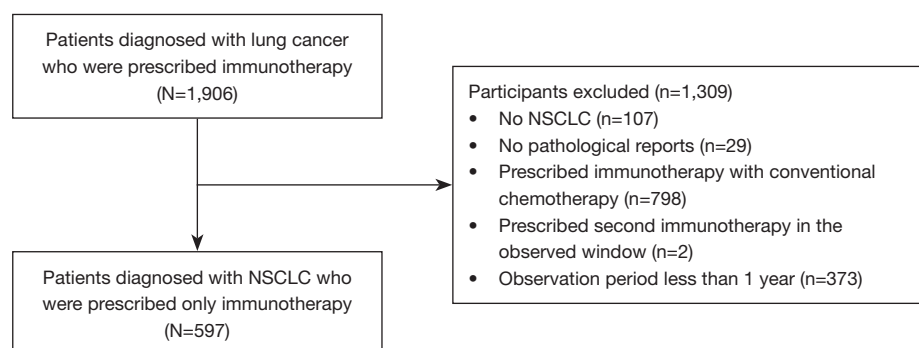 Patients diagnosed with lung cancer
who were prescribed immunotherapy
(N=1,906)
Participants excluded (n=1,309)
• No NSCLC (n=107)
• No pathological reports (n=29)
• Prescribed immunotherapy with conventional
chemotherapy (n=798)
• Prescribed second immunotherapy in the
observed window (n=2)
• Observation period less than 1 year (n=373)
Patients diagnosed with NSCLC who
were prescribed only immunotherapy
(N=597)